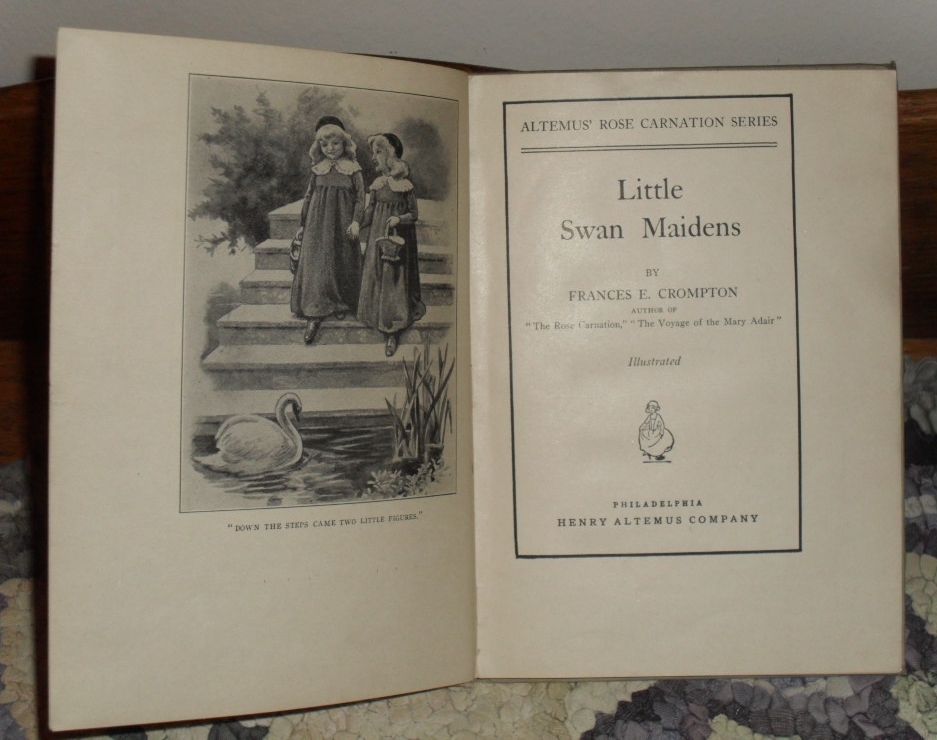 "DOWN THE STEPS CAME TWO LITTLE FIGURES."
ALTEMUS' ROSE CARNATION SERIES
Little
Swan Maidens
BY
FRANCES E. CROMPTON
AUTHOR OF
"The Rose Carnation," "The Voyage of the Mary Adair"
Illustrated
PHILADELPHIA
HENRY ALTEMUS COMPANY